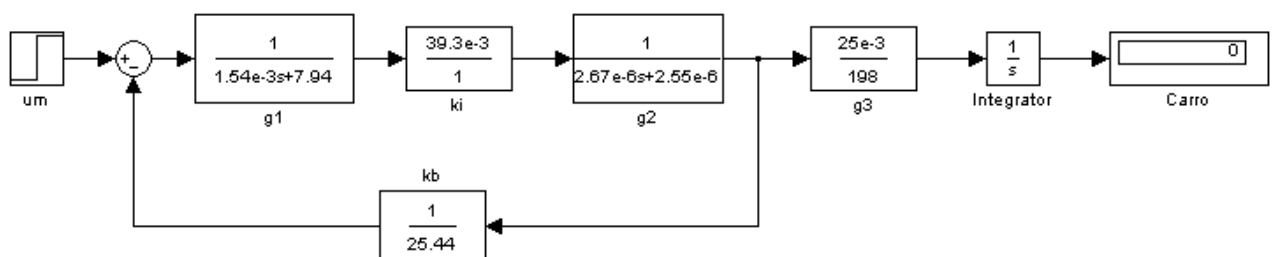 um
+
-
1
1.54e-3s+7.94
g1
39.3e-3
1
ki
1
2.67e-6s+2.55e-6
g2
25e-3
198
g3
1
s
Integrator
0
Carro
kb
1
25.44